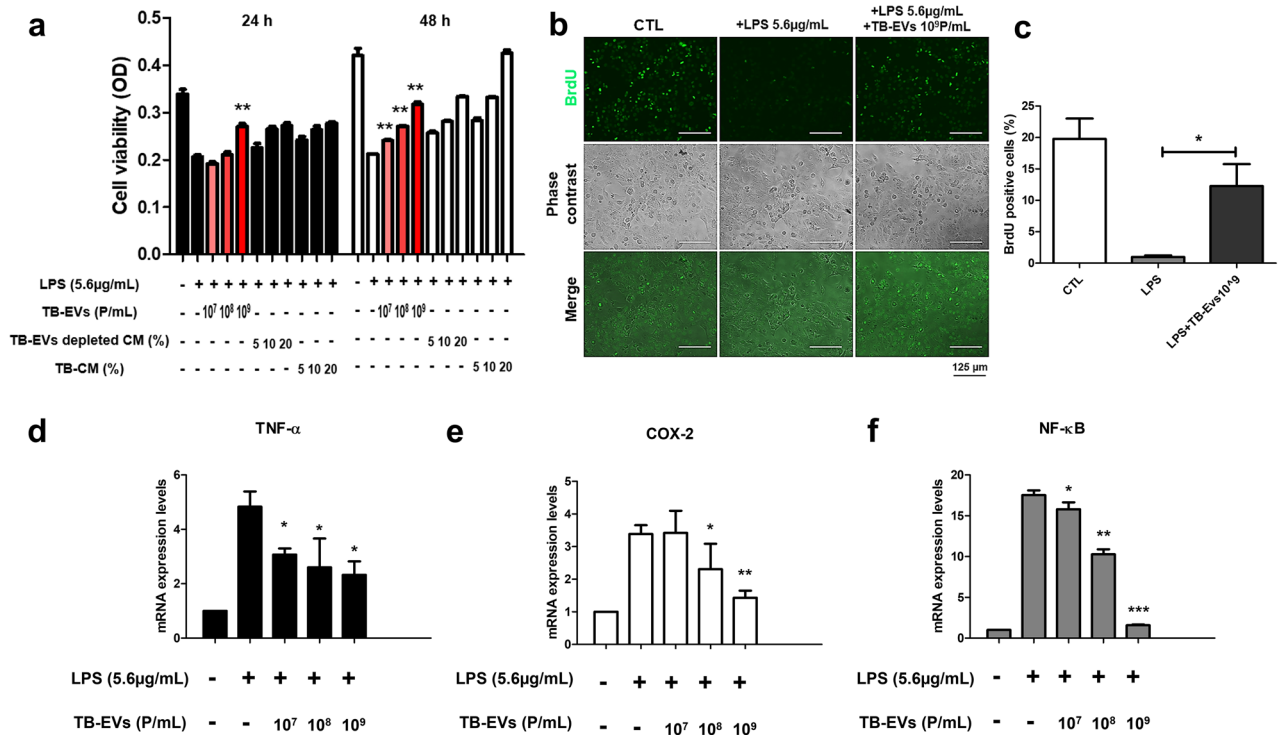 a
24 h
48 h
Cell viability (OD)
0.5
0.4
0.3
0.2
0.1
0.0
** ** ** **
LPS (5.6µg/mL) - + + + + + + + + + + - + + + + + + + + + +
TB-EVs (P/mL) - - 10⁷ 10⁸ 10⁹ - - - - - - - - 10⁷ 10⁸ 10⁹ - - - - - -
TB-EVs depleted CM (%) - - - - - 5 10 20 - - - - - - - - 5 10 20 - - -
TB-CM (%) - - - - - - - - 5 10 20 - - - - - - - - 5 10 20
b
CTL
+LPS 5.6µg/mL
+LPS 5.6µg/mL
+TB-EVs 10⁹P/mL
BrdU
Phase contrast
Merge
125 µm
c
BrdU positive cells (%)
25
20
15
10
5
0
*
CTL
LPS
LPS+TB-Evs10^9
d
TNF-α
mRNA expression levels
6
4
2
0
* * *
LPS (5.6µg/mL) - + + + +
TB-EVs (P/mL) - - 10⁷ 10⁸ 10⁹
e
COX-2
mRNA expression levels
5
4
3
2
1
0
* **
LPS (5.6µg/mL) - + + + +
TB-EVs (P/mL) - - 10⁷ 10⁸ 10⁹
f
NF-κB
mRNA expression levels
20
15
10
5
0
* ** ***
LPS (5.6µg/mL) - + + + +
TB-EVs (P/mL) - - 10⁷ 10⁸ 10⁹